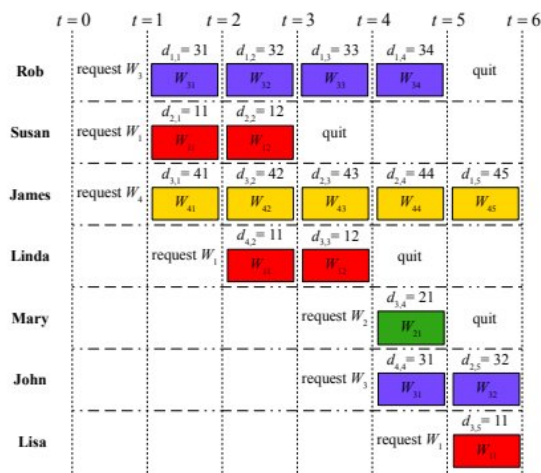 t = 0 t = 1 t = 2 t = 3 t = 4 t = 5 t = 6
d1,1= 31 d1,2= 32 d1,3= 33 d1,4= 34
Rob request W3 W31 W32 W33 W34 quit
d2,1= 11 d2,2= 12
Susan request W1 W11 W12 quit
d3,1= 41 d3,2= 42 d2,3= 43 d2,4= 44 d1,5= 45
James request W4 W41 W42 W43 W44 W45
d4,2= 11 d3,3= 12
Linda request W1 W11 W12 quit
d3,4= 21
Mary request W2 W21 quit
d4,4= 31 d2,5= 32
John request W3 W31 W32
d3,5= 11
Lisa request W1 W11